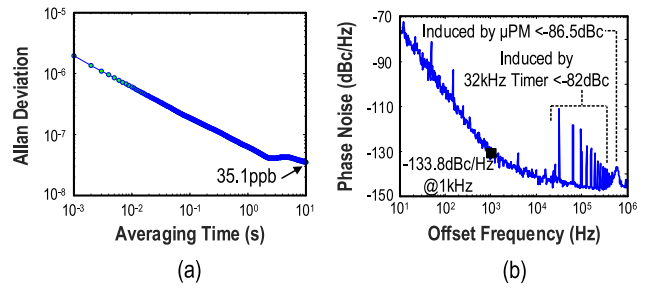 (a)
Allan Deviation
10-5
10-6
10-7
10-8
35.1ppb
10-3
10-2
10-1
100
101
Averaging Time (s)
(a)
(b)
Phase Noise (dBc/Hz)
-70
-90
-110
-130
-150
Induced by µPM <-86.5dBc
Induced by
32kHz Timer <-82dBc
-133.8dBc/Hz
@1kHz
101
102
103
104
105
106
Offset Frequency (Hz)
(b)